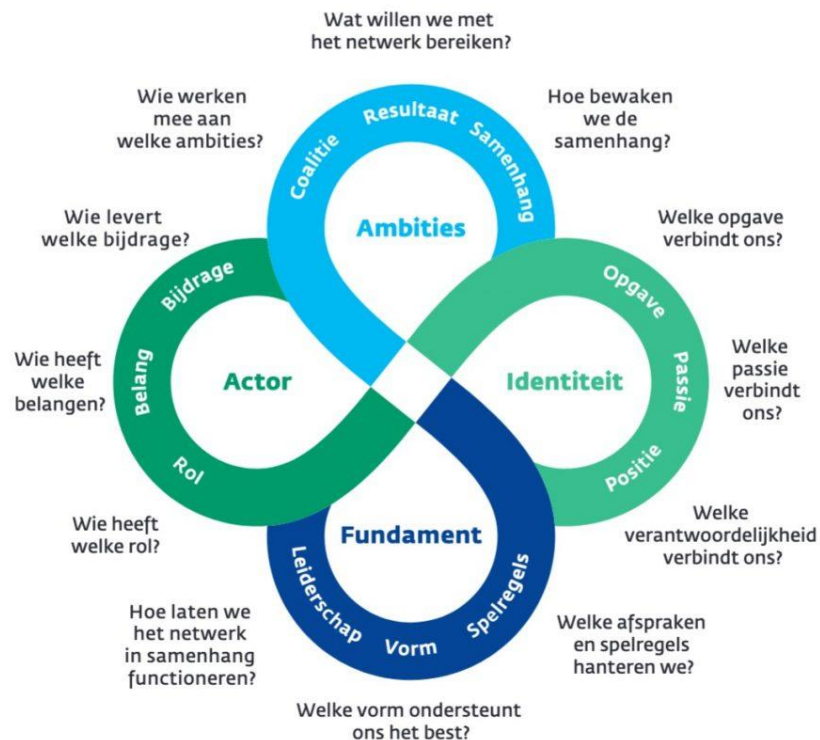 Wat willen we met
het netwerk bereiken?
Wie werken
mee aan
welke ambities?
Hoe bewaken
we de
samenhang?
Coalitie
Resultaat
Samenhang
Ambities
Wie levert
welke bijdrage?
Welke opgave
verbindt ons?
Bijdrage
Belang
Rol
Actor
Opgave
Passie
Positie
Identiteit
Wie heeft
welke
belangen?
Welke
passie
verbindt
ons?
Wie heeft
welke rol?
Welke
verantwoordelijkheid
verbindt ons?
Fundament
Leiderschap
Vorm
Spelregels
Hoe laten we
het netwerk
in samenhang
functioneren?
Welke afspraken
en spelregels
hanteren we?
Welke vorm ondersteunt
ons het best?